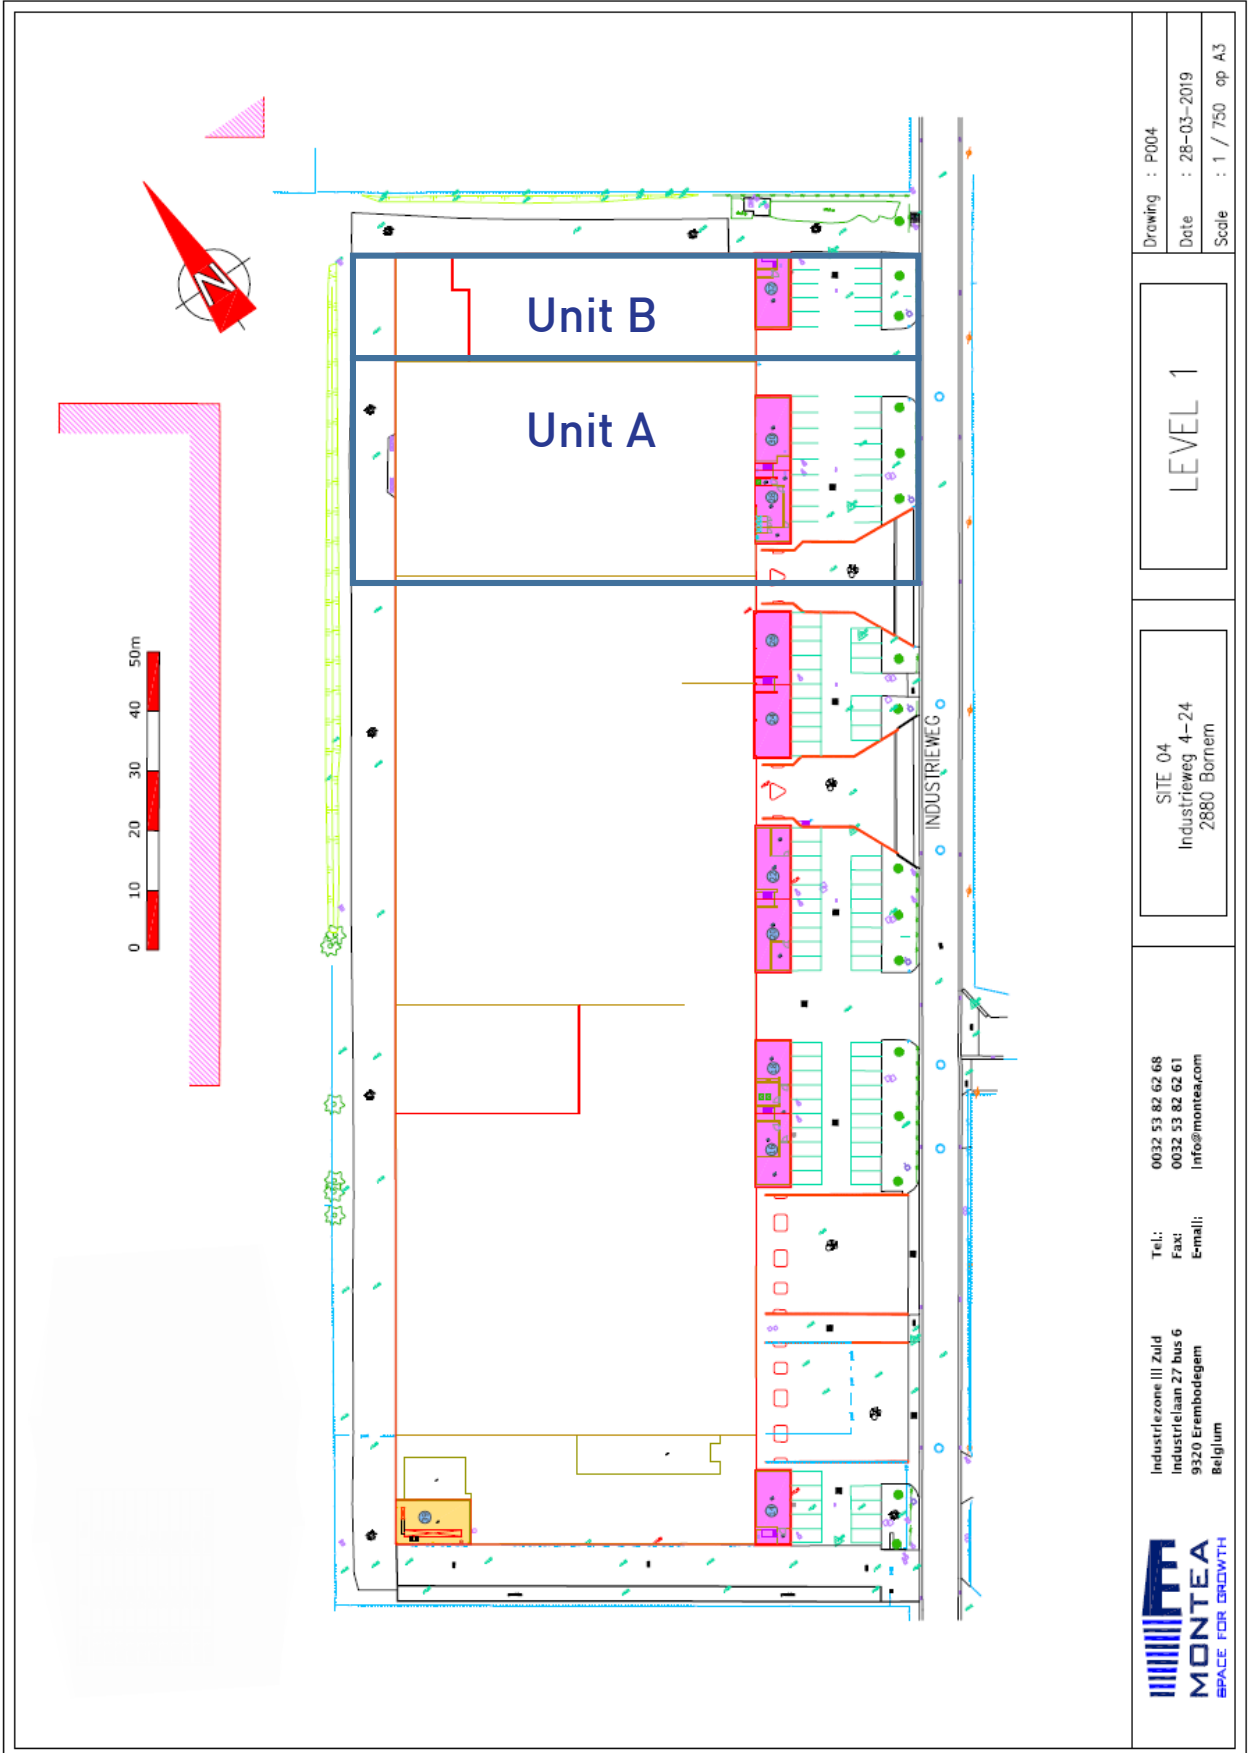 Drawing : P004
Date : 28-03-2019
Scale : 1 / 750 op A3
LEVEL 1
SITE 04
Industrieweg 4-24
2880 Bornem
Tel.: 0032 53 82 62 68
Fax: 0032 53 82 62 61
E-mail: info@montea.com
Industriezone III Zuid
Industrielaan 27 bus 6
9320 Erembodegem
Belgium
MONTEA
SPACE FOR GROWTH
N
Unit B
Unit A
INDUSTRIEWEG
0 10 20 30 40 50m